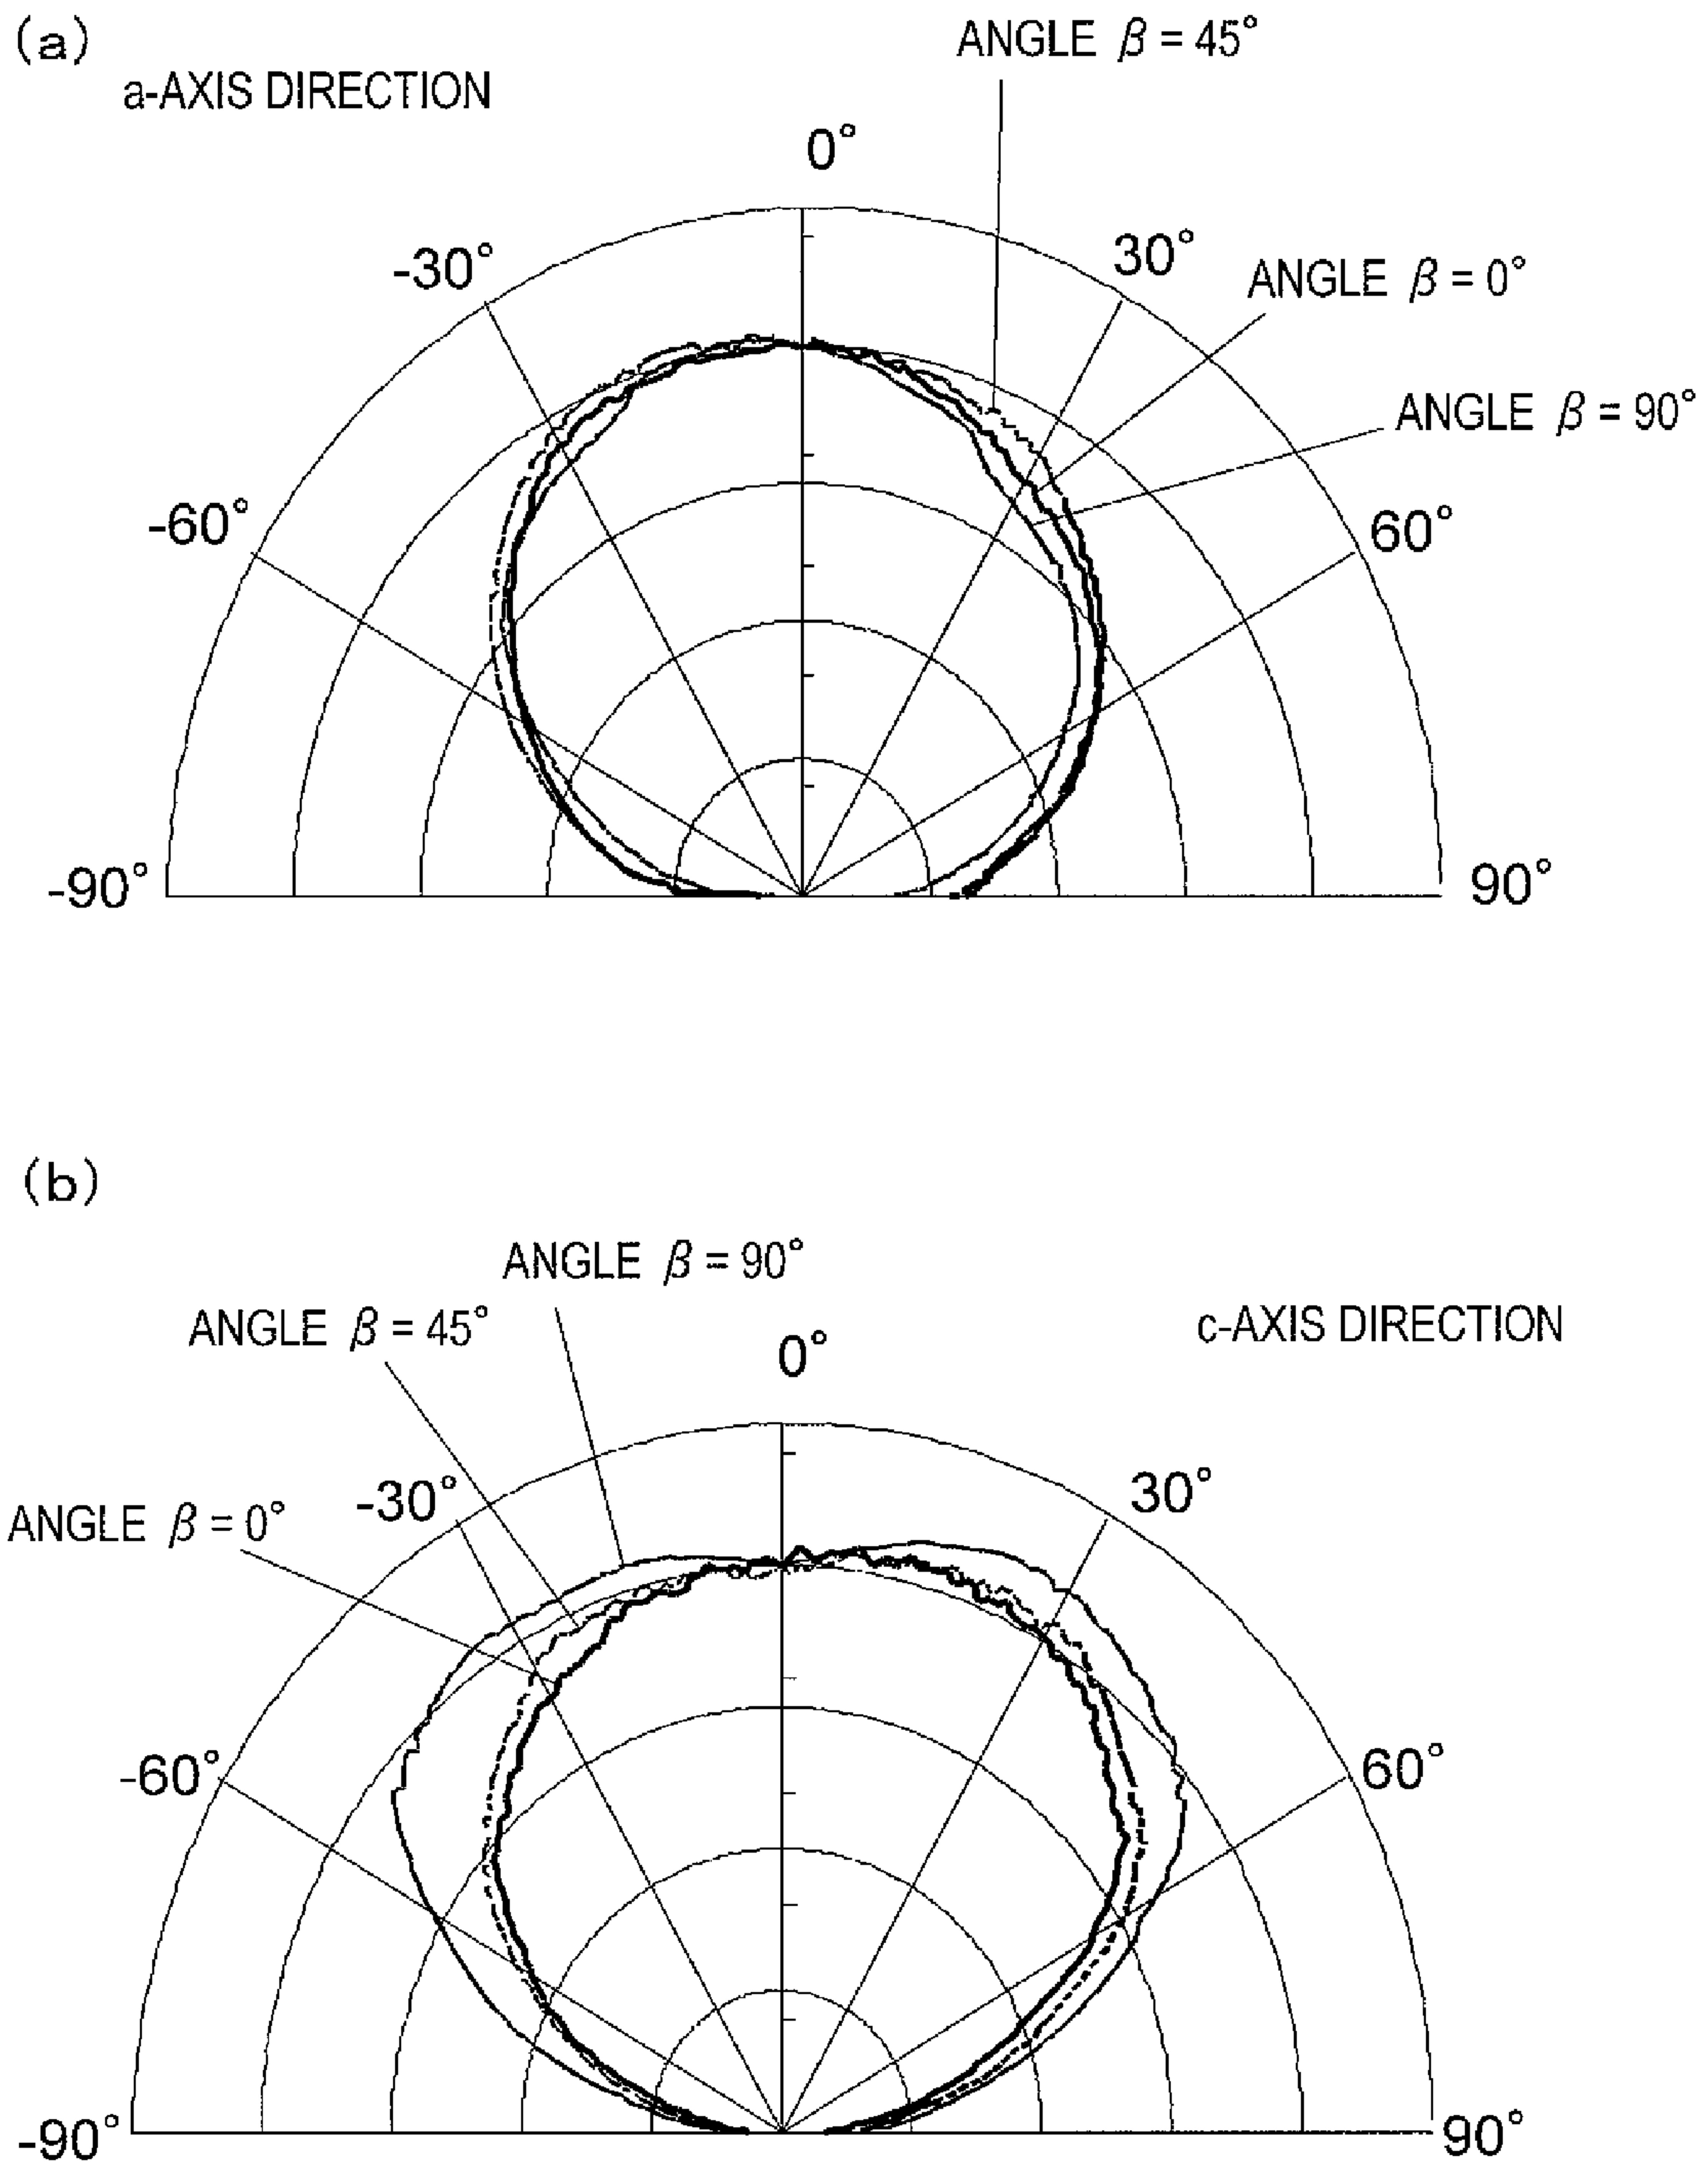 (a)
ANGLE β = 45°
a-AXIS DIRECTION
0°
-30°
30°
ANGLE β = 0°
ANGLE β = 90°
-60°
60°
-90°
90°
(b)
ANGLE β = 90°
ANGLE β = 45°
c-AXIS DIRECTION
0°
-30°
30°
ANGLE β = 0°
-60°
60°
-90°
90°